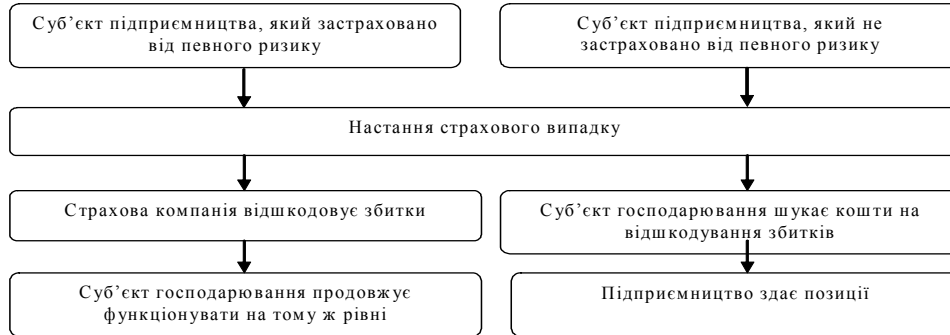 Суб’єкт підприємництва, який застраховано
від певного ризику
Суб’єкт підприємництва, який не
застраховано від певного ризику
Настання страхового випадку
Страхова компанія відшкодовує збитки
Суб’єкт господарювання шукає кошти на
відшкодування збитків
Суб’єкт господарювання продовжує
функціонувати на тому ж рівні
Підприємництво здає позиції